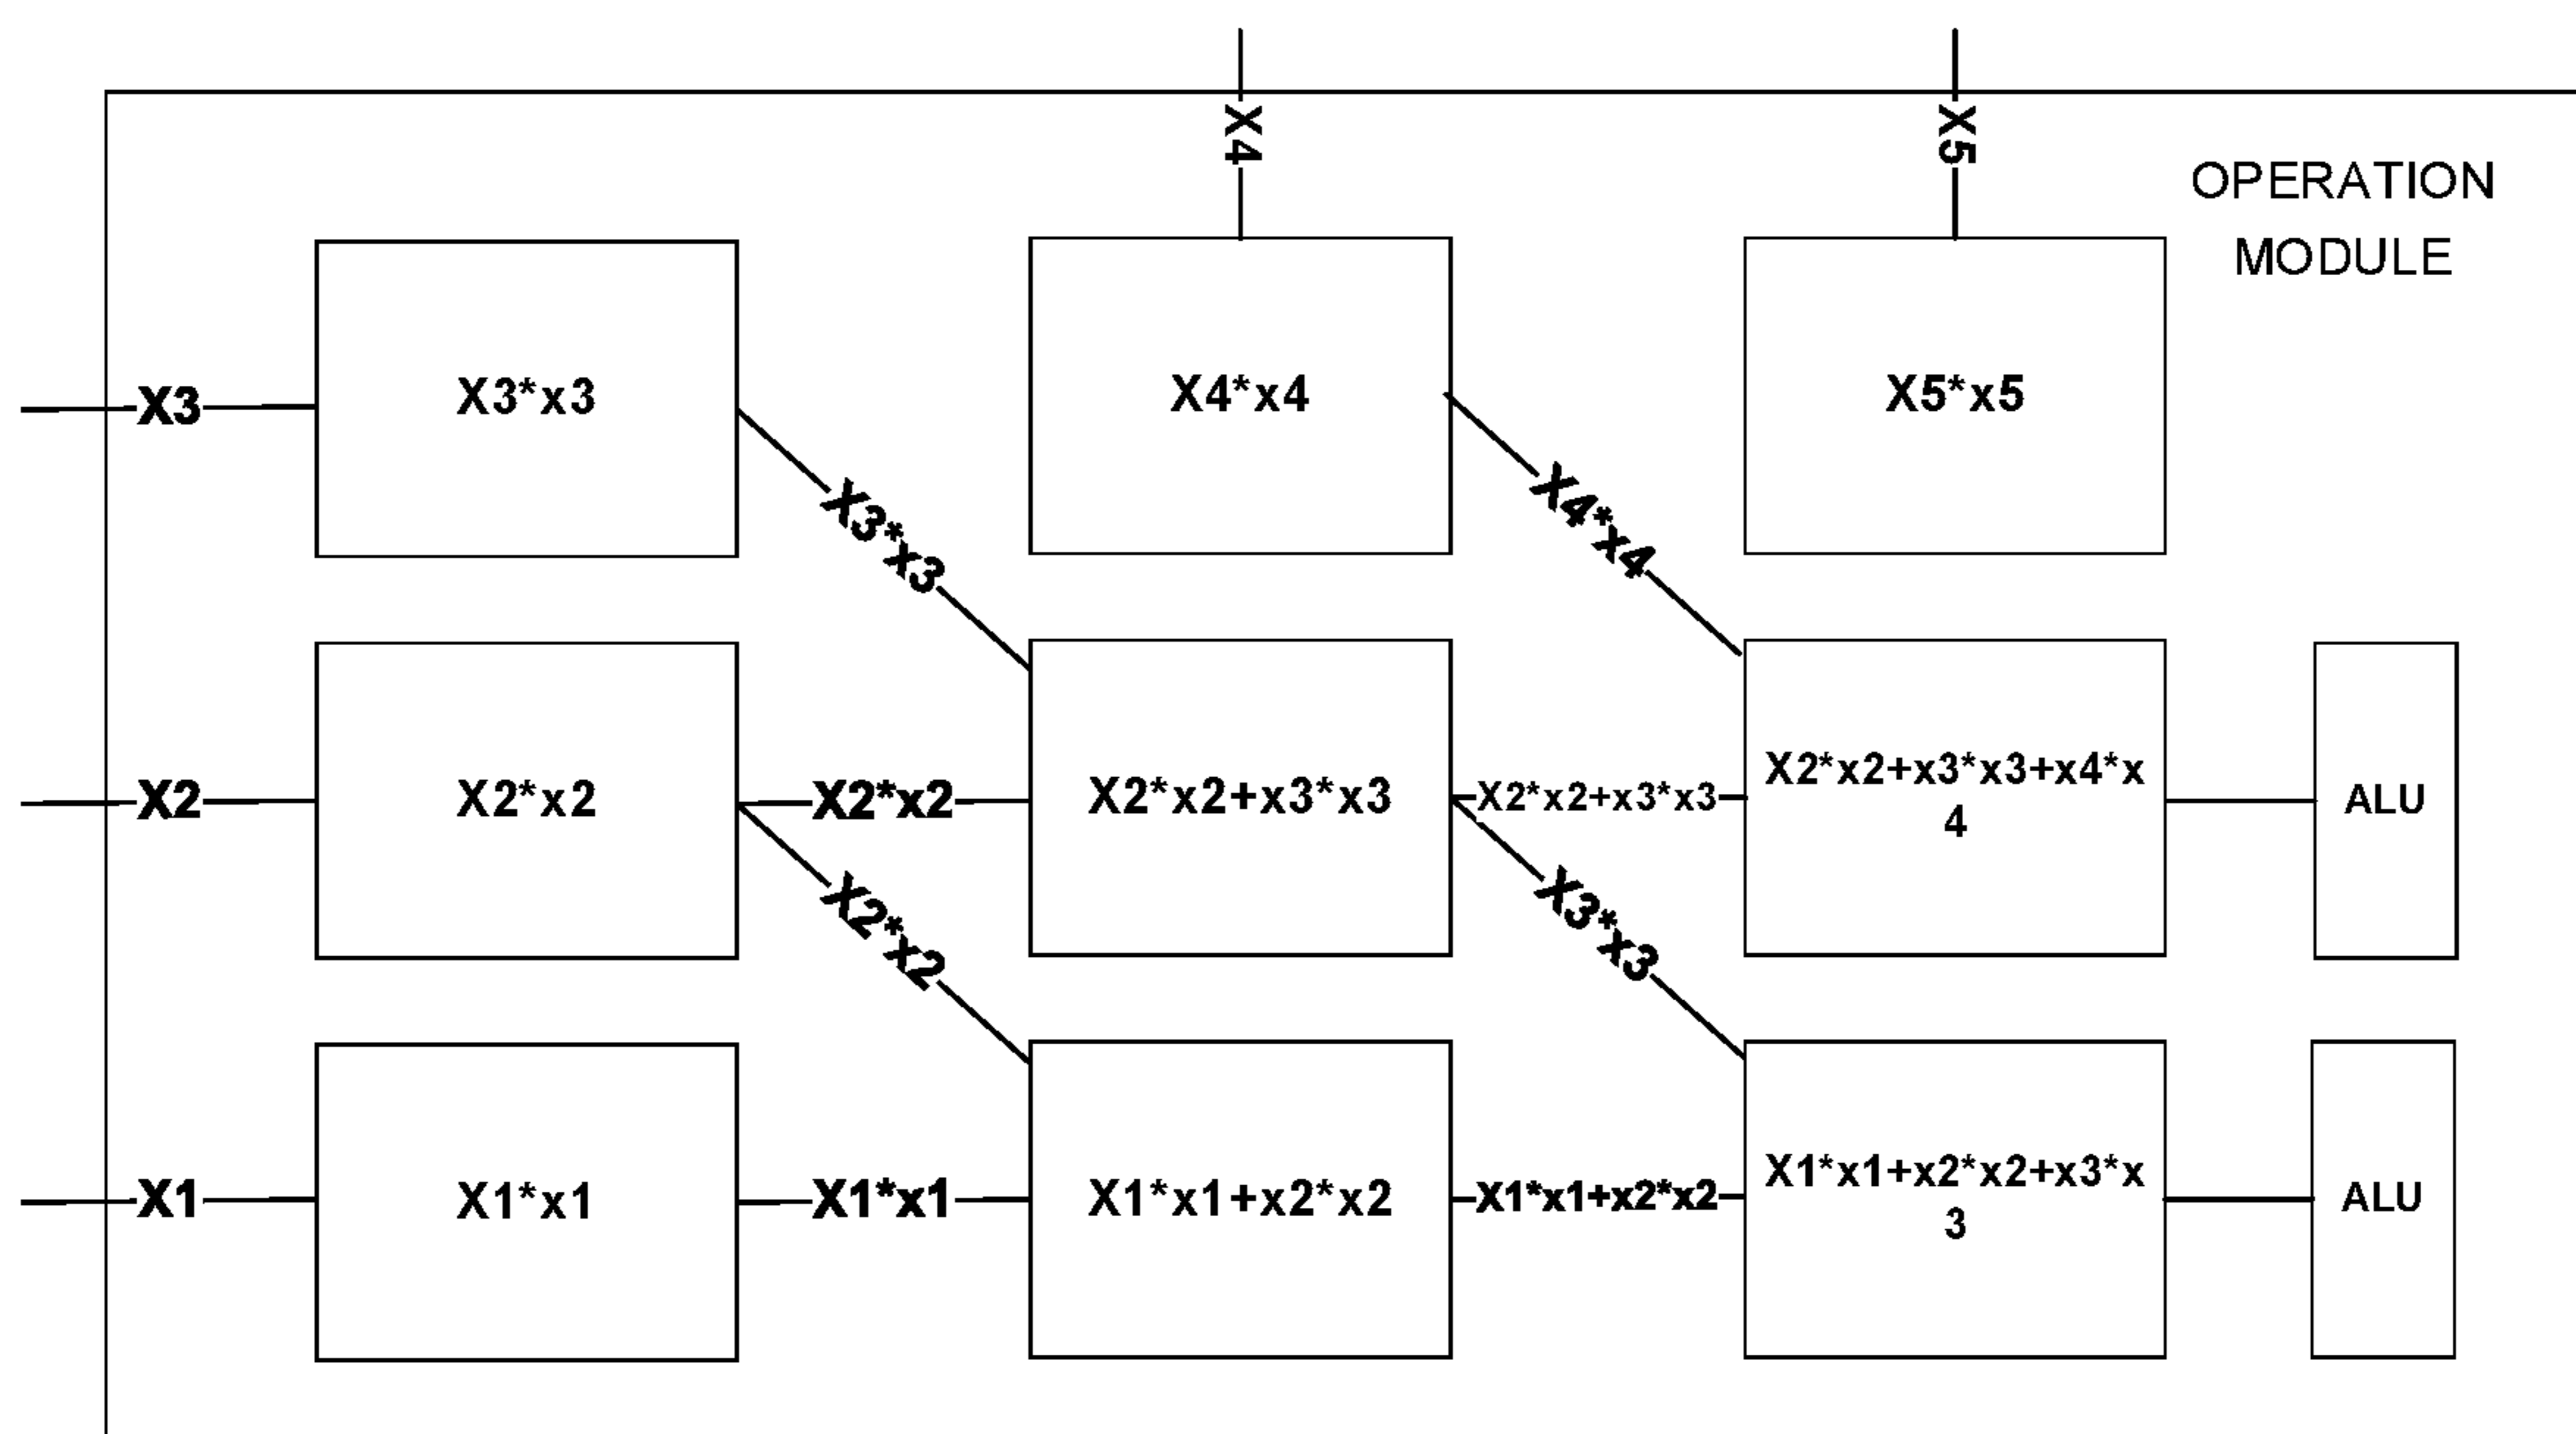 X4
X5
OPERATION
MODULE
X3
X3*x3
X4*x4
X5*x5
X3*x3
X4*x4
X2
X2*x2
X2*x2
X2*x2+x3*x3
X2*x2+x3*x3
X2*x2+x3*x3+x4*x
4
ALU
X2*x2
X3*x3
X1
X1*x1
X1*x1
X1*x1+x2*x2
X1*x1+x2*x2
X1*x1+x2*x2+x3*x
3
ALU